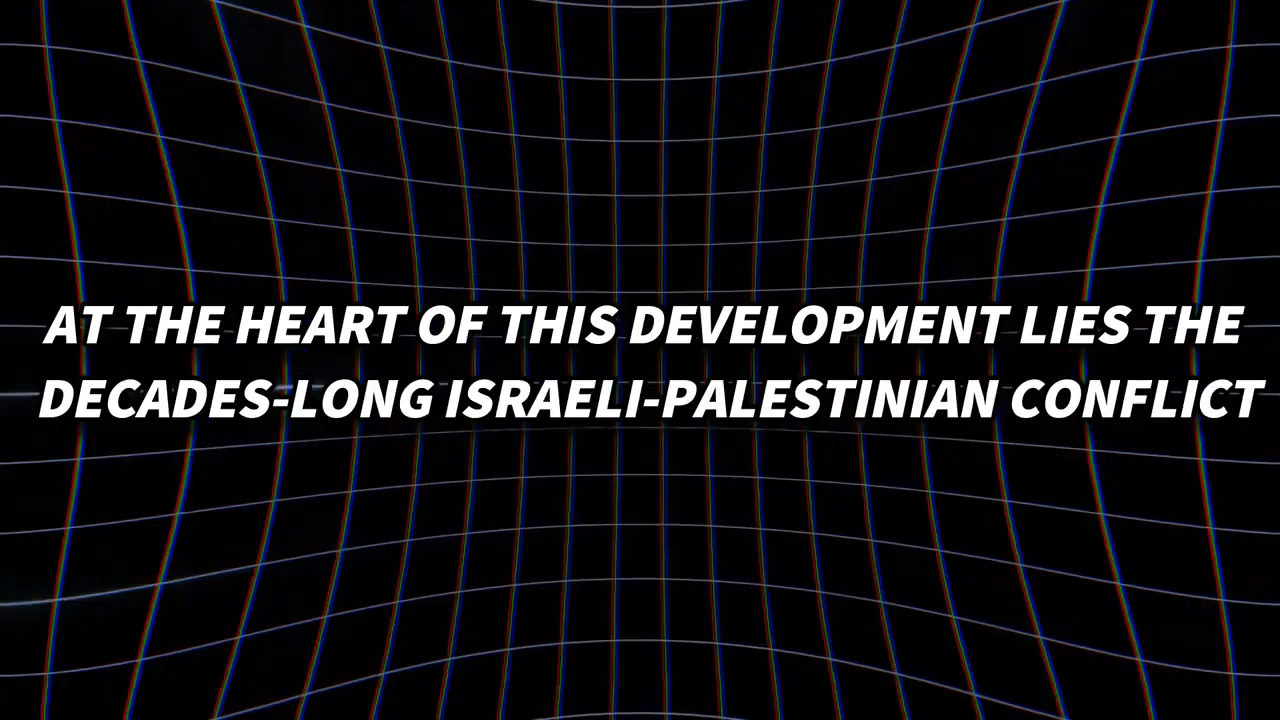 AT THE HEART OF THIS DEVELOPMENT LIES THE
DECADES-LONG ISRAELI-PALESTINIAN CONFLICT